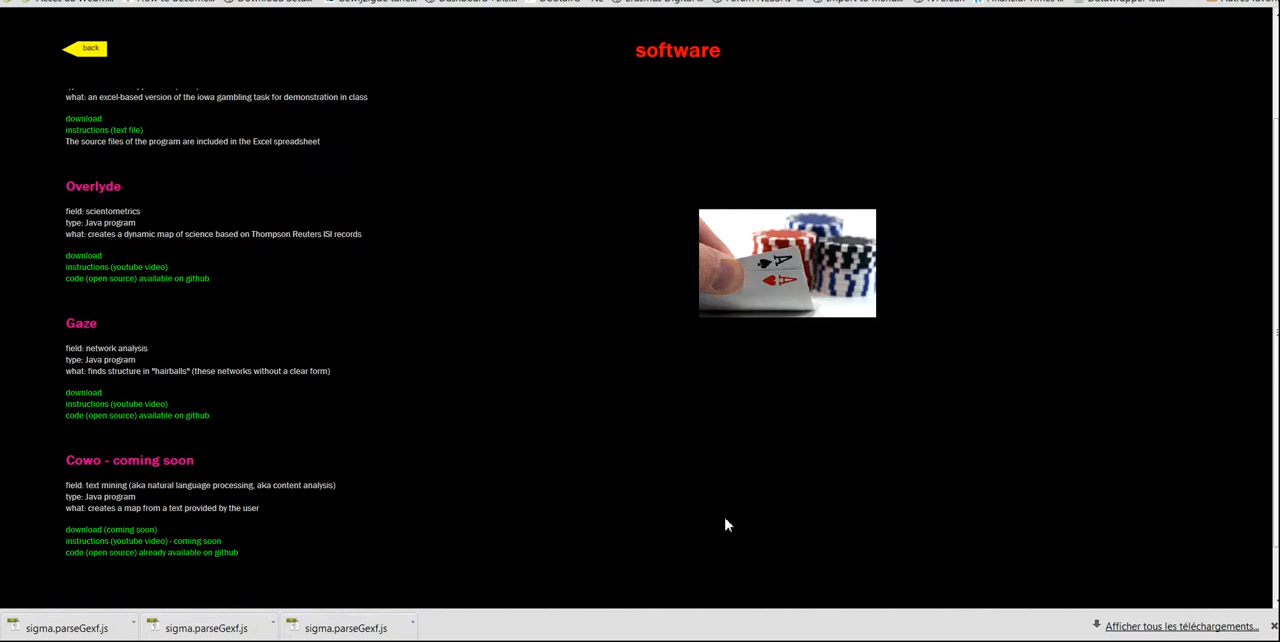 back
software
what: an excel-based version of the iowa gambling task for demonstration in class
download
instructions (text file)
The source files of the program are included in the Excel spreadsheet
Overlyde
field: scientometrics
type: Java program
what: creates a dynamic map of science based on Thompson Reuters ISI records
download
instructions (youtube video)
code (open source) available on github
Gaze
field: network analysis
type: Java program
what: finds structure in "hairballs" (these networks without a clear form)
download
instructions (youtube video)
code (open source) available on github
Cowo - coming soon
field: text mining (aka natural language processing, aka content analysis)
type: Java program
what: creates a map from a text provided by the user
download (coming soon)
instructions (youtube video) - coming soon
code (open source) already available on github
A
A
sigma.parseGexf.js
sigma.parseGexf.js
sigma.parseGexf.js
Afficher tous les téléchargements...